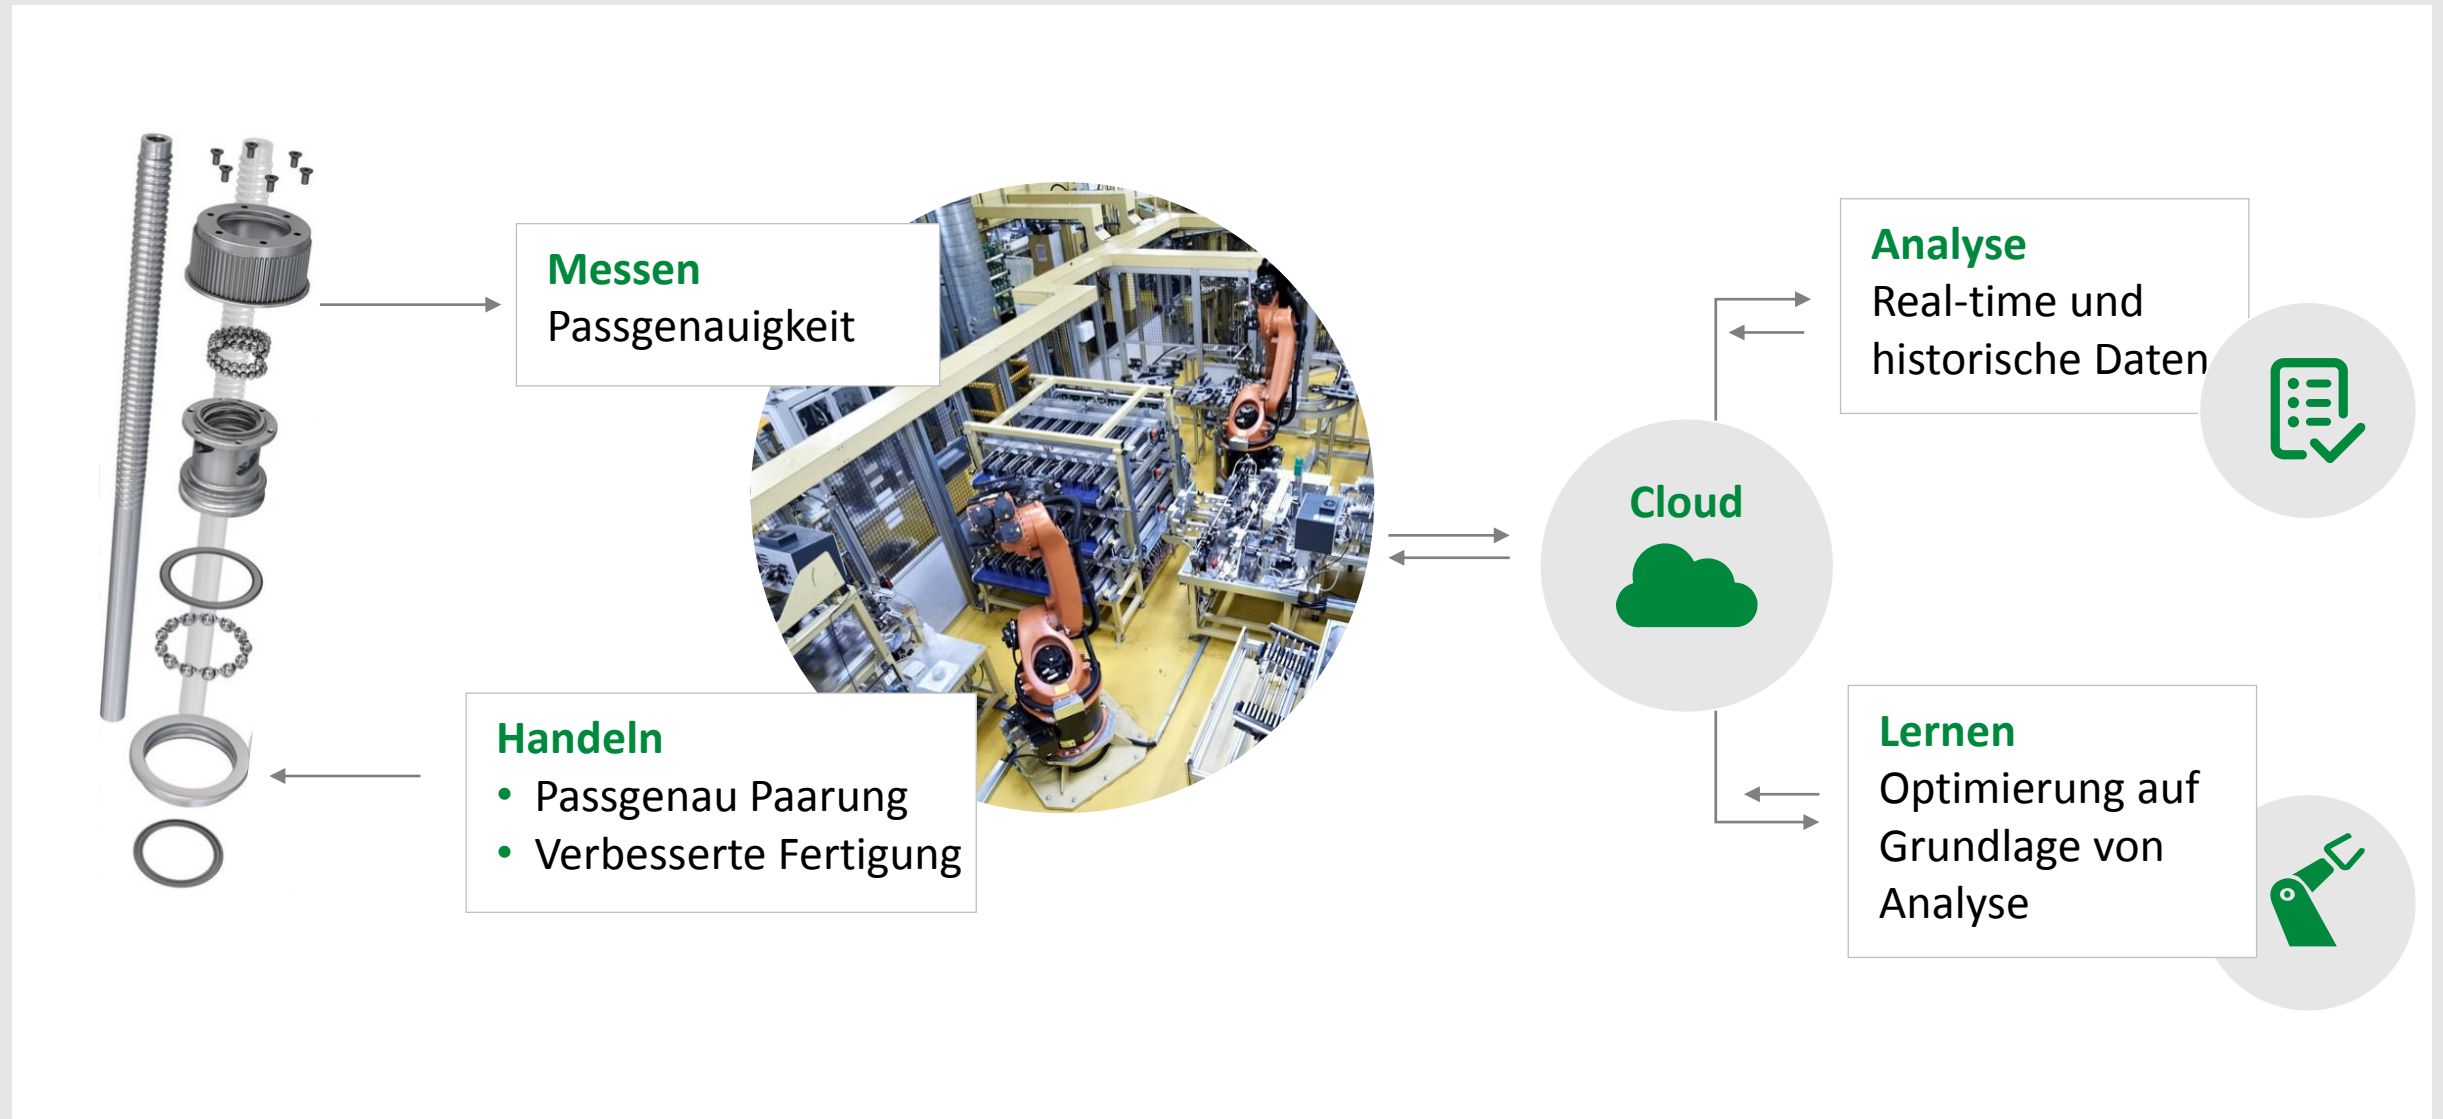 Messen
Passgenauigkeit
Handeln
• Passgenau Paarung
• Verbesserte Fertigung
Cloud
Analyse
Real-time und
historische Daten
Lernen
Optimierung auf
Grundlage von
Analyse